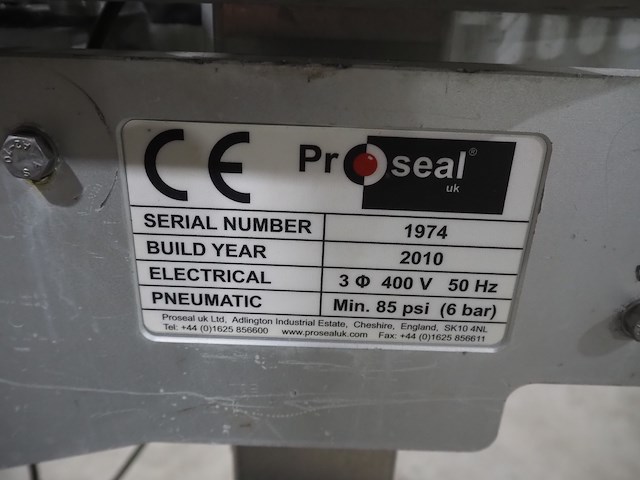 CE Proseal® uk
SERIAL NUMBER 1974
BUILD YEAR 2010
ELECTRICAL 3 Φ 400 V 50 Hz
PNEUMATIC Min. 85 psi (6 bar)
Proseal uk Ltd, Adlington Industrial Estate, Cheshire, England, SK10 4NL
Tel: +44 (0)1625 856600 www.prosealuk.com Fax: +44 (0)1625 856611